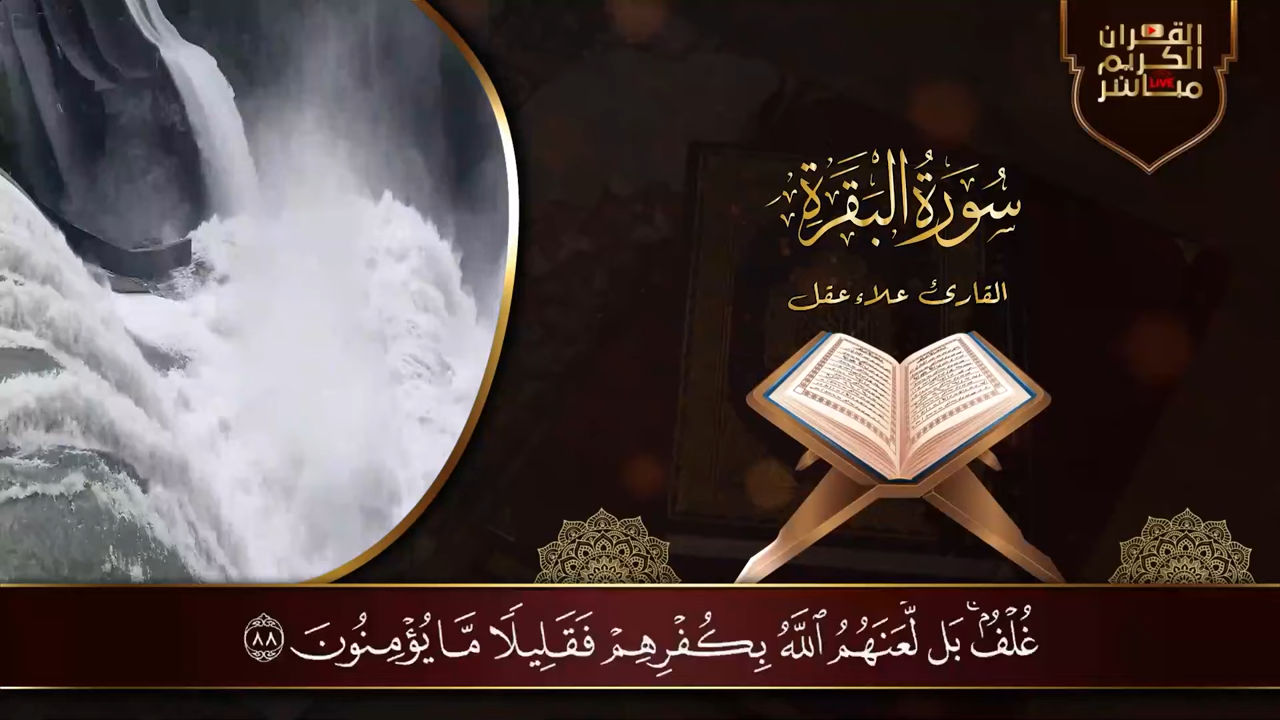 القرآن
الكريم
مباشر
LIVE
سُورَةُ البَقَرَةِ
القارئ علاء عقل
غُلْفُۢ ۚ بَل لَّعَنَهُمُ ٱللَّهُ بِكُفْرِهِمْ فَقَلِيلًا مَّا يُؤْمِنُونَ ٨٨